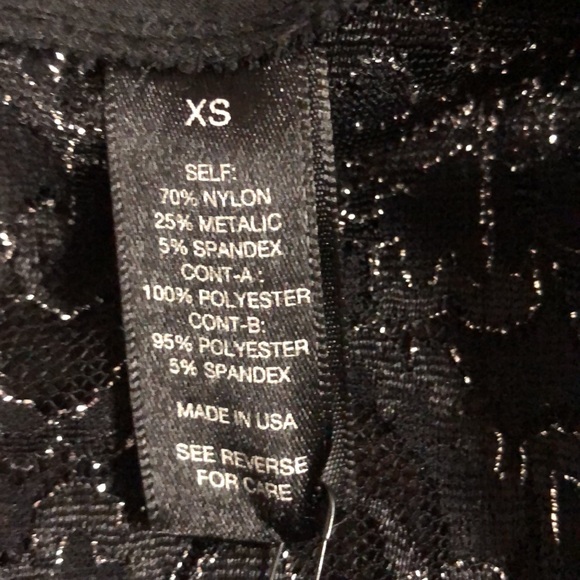 XS
SELF:
70% NYLON
25% METALIC
5% SPANDEX
CONT-A :
100% POLYESTER
CONT-B:
95% POLYESTER
5% SPANDEX
MADE IN USA
SEE REVERSE
FOR CARE